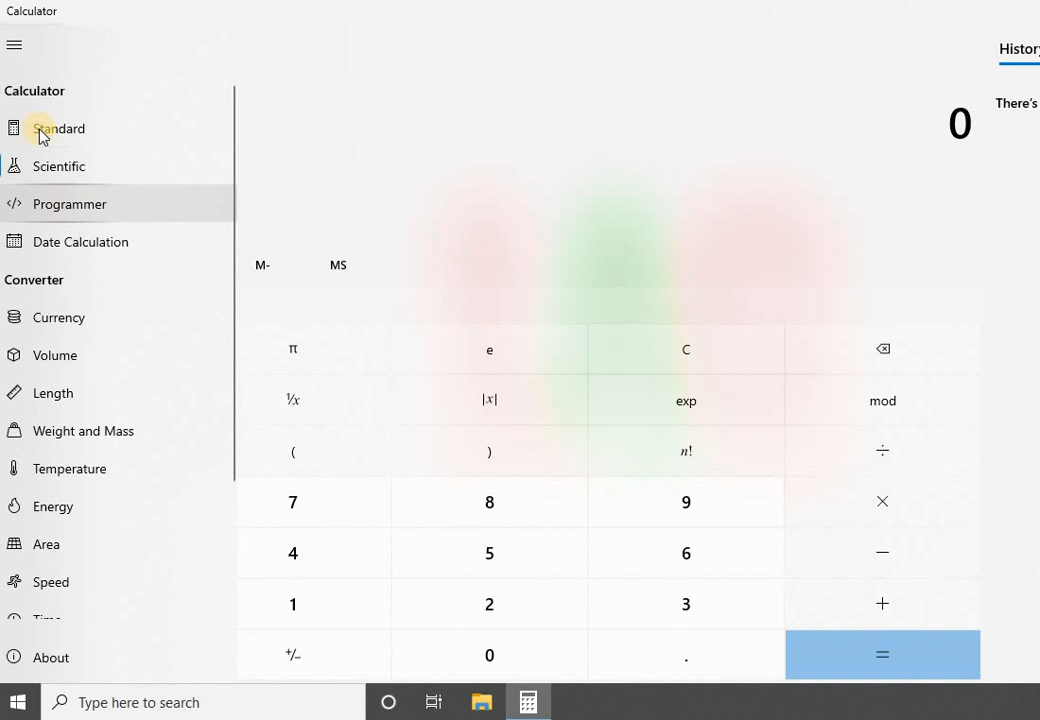 Calculator
Calculator
Standard
Scientific
Programmer
Date Calculation
Converter
Currency
Volume
Length
Weight and Mass
Temperature
Energy
Area
Speed
About
Histor
There's
0
M- MS
π e C
¹/x |x| exp mod
( ) n! ÷
7 8 9 ×
4 5 6 −
1 2 3 +
+/− 0 . =
Type here to search